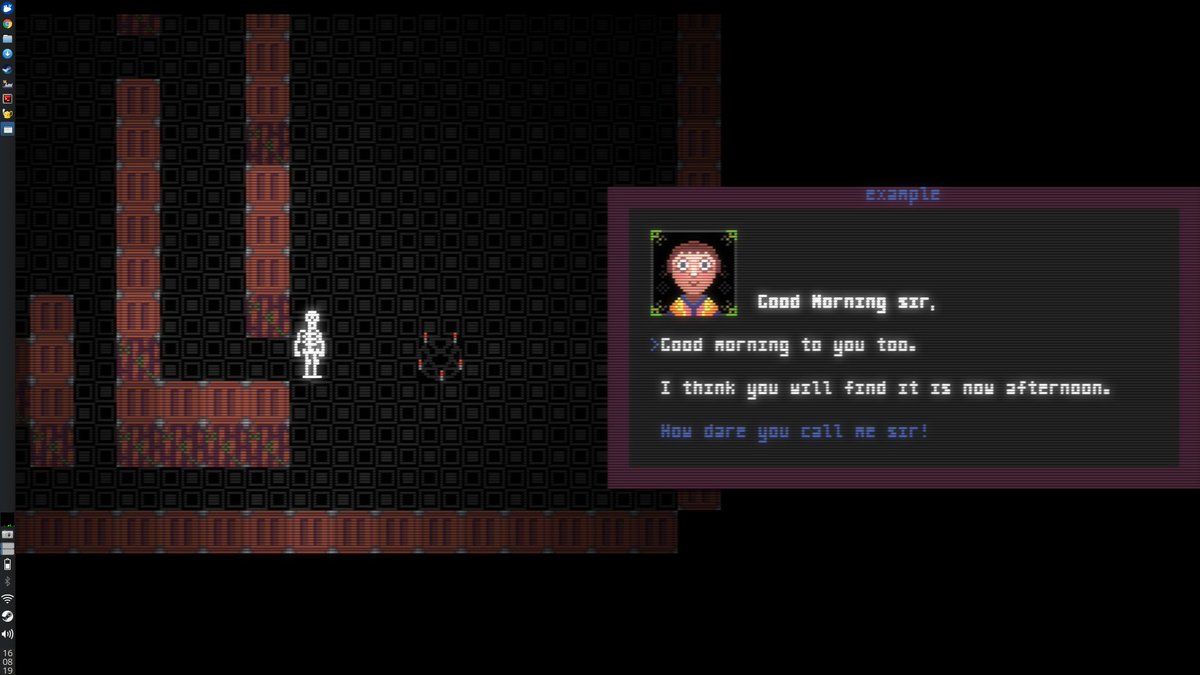 example
Good Morning sir,
>Good morning to you too.
I think you will find it is now afternoon.
How dare you call me sir!
16
08
19